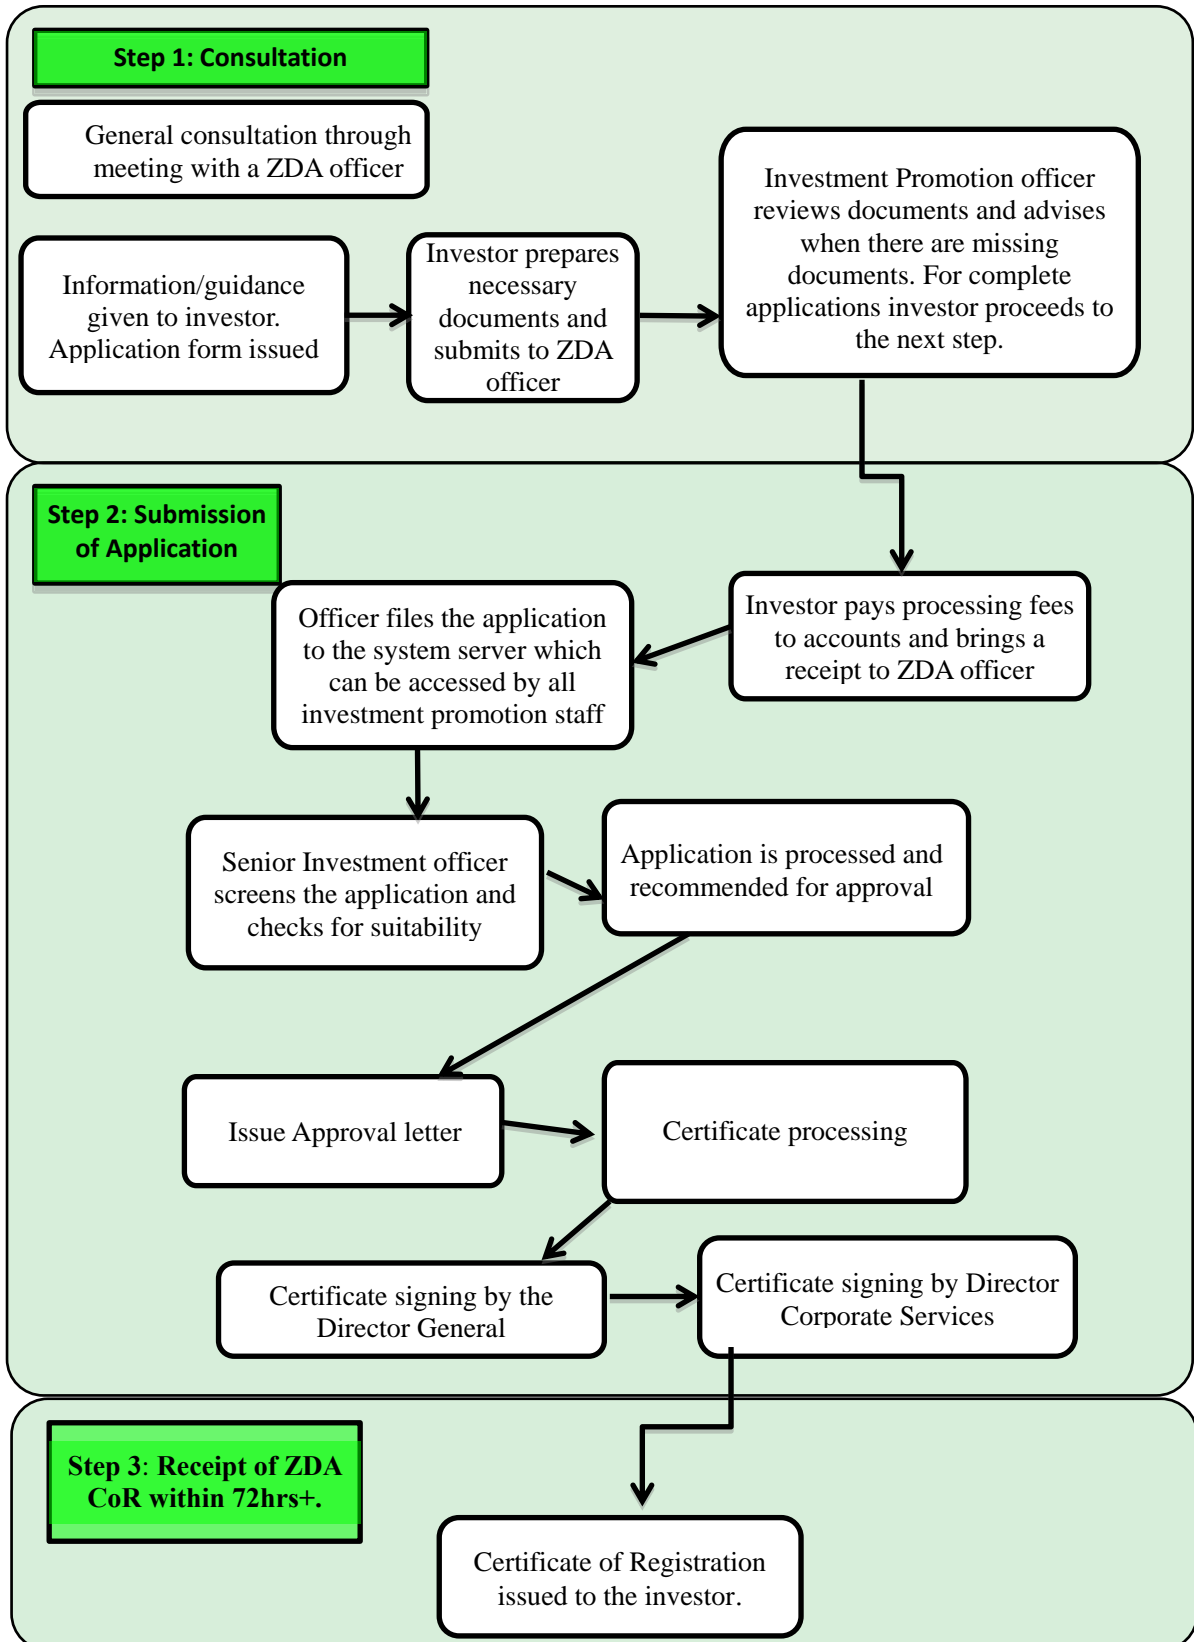 Step 1: Consultation
General consultation through
meeting with a ZDA officer
Information/guidance
given to investor.
Application form issued
Investor prepares
necessary
documents and
submits to ZDA
officer
Investment Promotion officer
reviews documents and advises
when there are missing
documents. For complete
applications investor proceeds to
the next step.
Step 2: Submission
of Application
Investor pays processing fees
to accounts and brings a
receipt to ZDA officer
Officer files the application
to the system server which
can be accessed by all
investment promotion staff
Senior Investment officer
screens the application and
checks for suitability
Application is processed and
recommended for approval
Issue Approval letter
Certificate processing
Certificate signing by the
Director General
Certificate signing by Director
Corporate Services
Step 3: Receipt of ZDA
CoR within 72hrs+.
Certificate of Registration
issued to the investor.